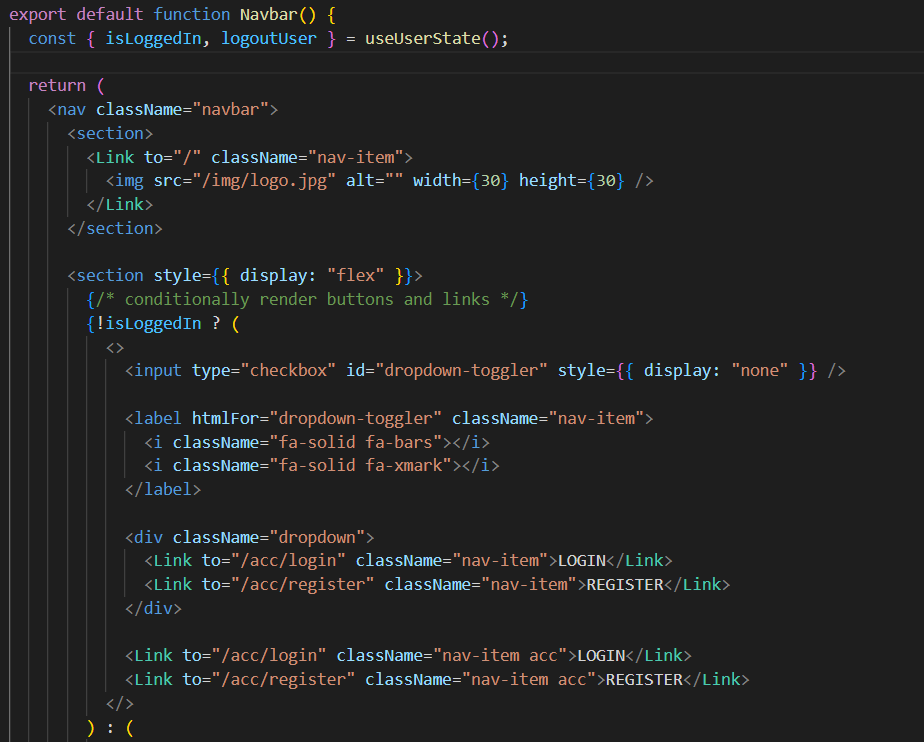 export default function Navbar() {
const { isLoggedIn, logoutUser } = useUserState();
return (
<nav className="navbar">
<section>
<Link to="/" className="nav-item">
<img src="/img/logo.jpg" alt="" width={30} height={30} />
</Link>
</section>
<section style={{ display: "flex" }}>
{/* conditionally render buttons and links */}
{!isLoggedIn ? (
<>
<input type="checkbox" id="dropdown-toggler" style={{ display: "none" }} />
<label htmlFor="dropdown-toggler" className="nav-item">
<i className="fa-solid fa-bars"></i>
<i className="fa-solid fa-xmark"></i>
</label>
<div className="dropdown">
<Link to="/acc/login" className="nav-item">LOGIN</Link>
<Link to="/acc/register" className="nav-item">REGISTER</Link>
</div>
<Link to="/acc/login" className="nav-item acc">LOGIN</Link>
<Link to="/acc/register" className="nav-item acc">REGISTER</Link>
</>
) : (